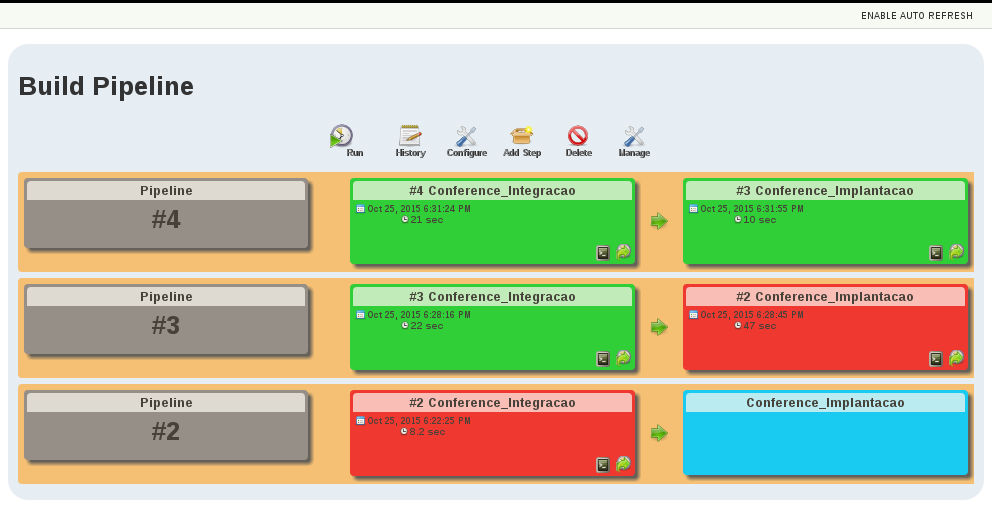 ENABLE AUTO REFRESH
Build Pipeline
Run History Configure Add Step Delete Manage
Pipeline
#4
#4 Conference_Integracao
Oct 25, 2015 6:31:24 PM
21 sec
#3 Conference_Implantacao
Oct 25, 2015 6:31:55 PM
10 sec
Pipeline
#3
#3 Conference_Integracao
Oct 25, 2015 6:28:16 PM
22 sec
#2 Conference_Implantacao
Oct 25, 2015 6:28:45 PM
47 sec
Pipeline
#2
#2 Conference_Integracao
Oct 25, 2015 6:22:25 PM
8.2 sec
Conference_Implantacao